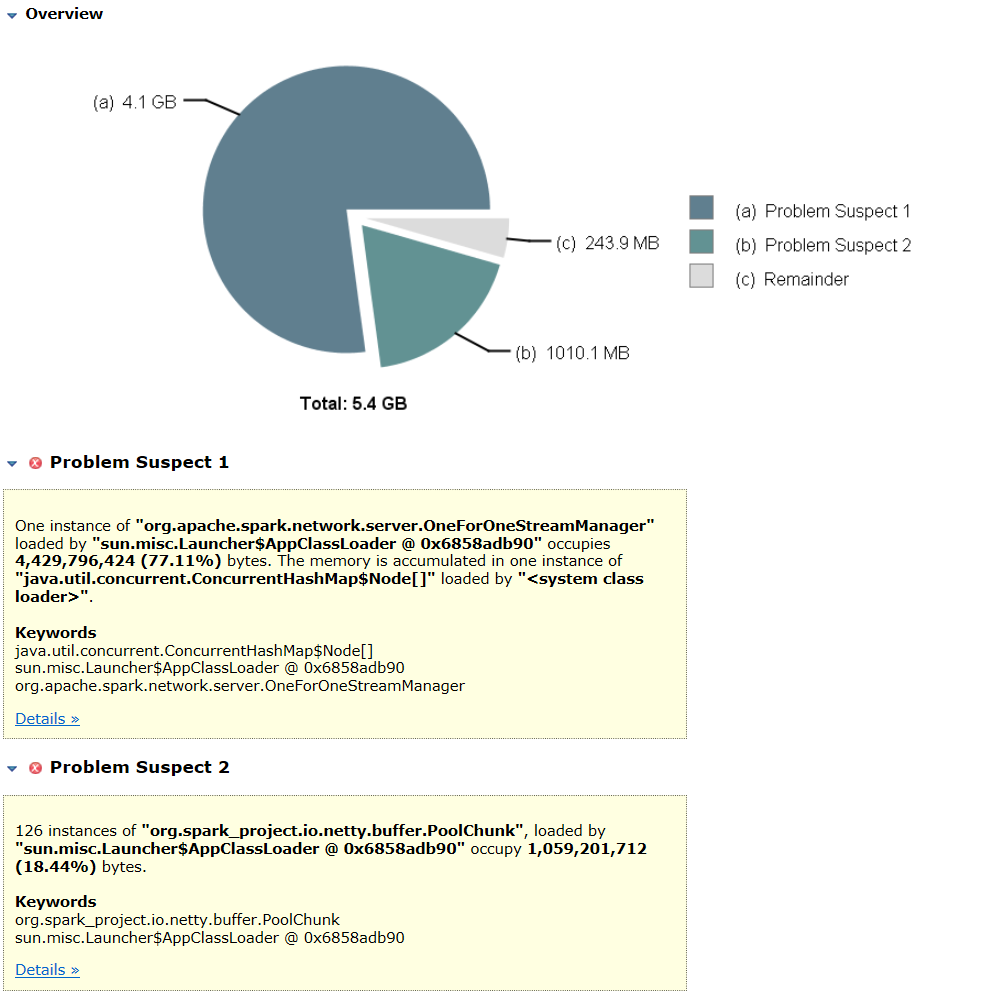 Overview
(a) 4.1 GB
(c) 243.9 MB
(b) 1010.1 MB
(a) Problem Suspect 1
(b) Problem Suspect 2
(c) Remainder
Total: 5.4 GB
Problem Suspect 1
One instance of "org.apache.spark.network.server.OneForOneStreamManager"
loaded by "sun.misc.Launcher$AppClassLoader @ 0x6858adb90" occupies
4,429,796,424 (77.11%) bytes. The memory is accumulated in one instance of
"java.util.concurrent.ConcurrentHashMap$Node[]" loaded by "<system class
loader>".
Keywords
java.util.concurrent.ConcurrentHashMap$Node[]
sun.misc.Launcher$AppClassLoader @ 0x6858adb90
org.apache.spark.network.server.OneForOneStreamManager
Details »
Problem Suspect 2
126 instances of "org.spark_project.io.netty.buffer.PoolChunk", loaded by
"sun.misc.Launcher$AppClassLoader @ 0x6858adb90" occupy 1,059,201,712
(18.44%) bytes.
Keywords
org.spark_project.io.netty.buffer.PoolChunk
sun.misc.Launcher$AppClassLoader @ 0x6858adb90
Details »